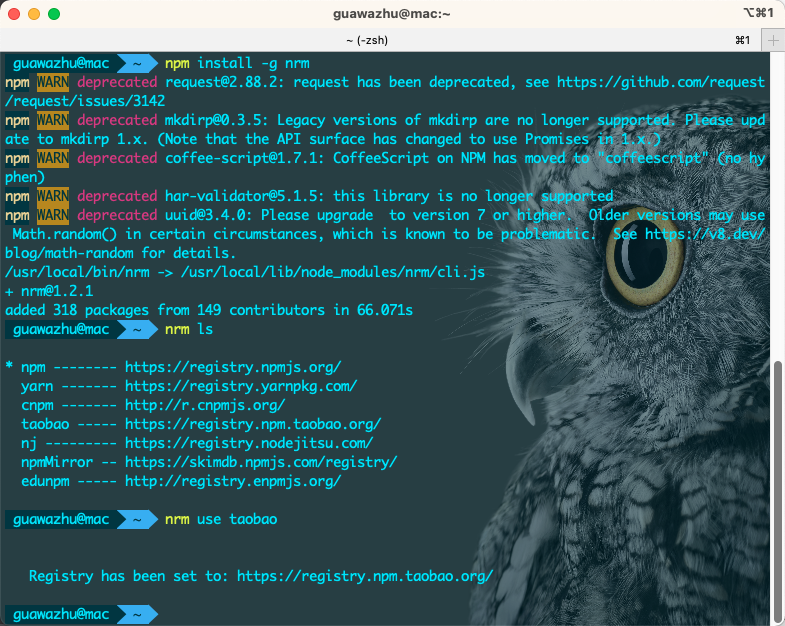 guawazhu@mac:~
⌥⌘1
~ (-zsh)
⌘1
guawazhu@mac ~ npm install -g nrm
npm WARN deprecated request@2.88.2: request has been deprecated, see https://github.com/request
/request/issues/3142
npm WARN deprecated mkdirp@0.3.5: Legacy versions of mkdirp are no longer supported. Please upd
ate to mkdirp 1.x. (Note that the API surface has changed to use Promises in 1.x.)
npm WARN deprecated coffee-script@1.7.1: CoffeeScript on NPM has moved to "coffeescript" (no hy
phen)
npm WARN deprecated har-validator@5.1.5: this library is no longer supported
npm WARN deprecated uuid@3.4.0: Please upgrade  to version 7 or higher.  Older versions may use
 Math.random() in certain circumstances, which is known to be problematic.  See https://v8.dev/
blog/math-random for details.
/usr/local/bin/nrm -> /usr/local/lib/node_modules/nrm/cli.js
+ nrm@1.2.1
added 318 packages from 149 contributors in 66.071s
guawazhu@mac ~ nrm ls
* npm -------- https://registry.npmjs.org/
yarn ------- https://registry.yarnpkg.com/
cnpm ------- http://r.cnpmjs.org/
taobao ----- https://registry.npm.taobao.org/
nj --------- https://registry.nodejitsu.com/
npmMirror -- https://skimdb.npmjs.com/registry/
edunpm ----- http://registry.enpmjs.org/
guawazhu@mac ~ nrm use taobao
Registry has been set to: https://registry.npm.taobao.org/
guawazhu@mac ~